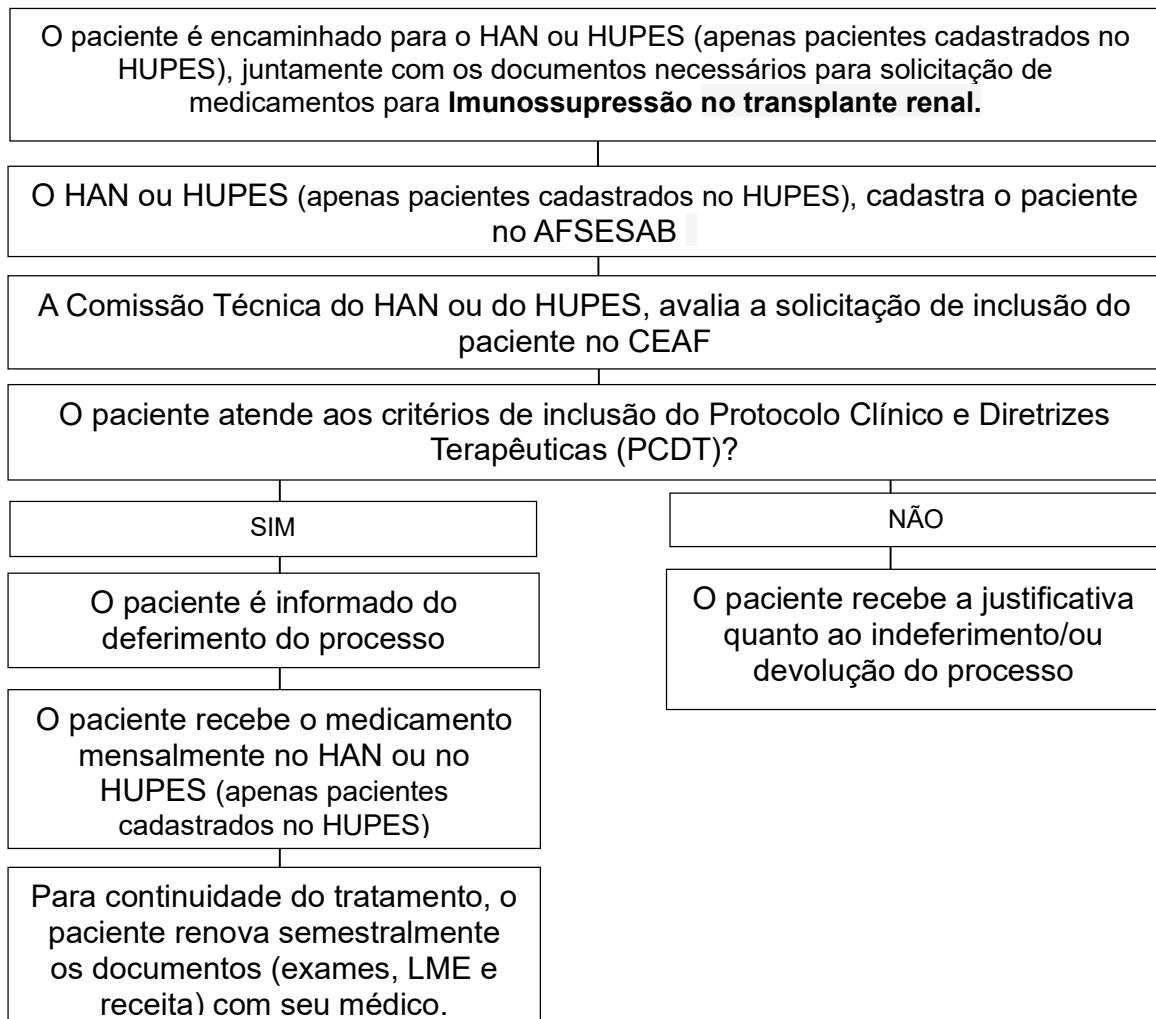 O paciente é encaminhado para o HAN ou HUPES (apenas pacientes cadastrados no
HUPES), juntamente com os documentos necessários para solicitação de
medicamentos para Imunossupressão no transplante renal.
O HAN ou HUPES (apenas pacientes cadastrados no HUPES), cadastra o paciente
no AFSESAB
A Comissão Técnica do HAN ou do HUPES, avalia a solicitação de inclusão do
paciente no CEAF
O paciente atende aos critérios de inclusão do Protocolo Clínico e Diretrizes
Terapêuticas (PCDT)?
SIM
O paciente é informado do
deferimento do processo
O paciente recebe o medicamento
mensalmente no HAN ou no
HUPES (apenas pacientes
cadastrados no HUPES)
Para continuidade do tratamento, o
paciente renova semestralmente
os documentos (exames, LME e
receita) com seu médico.
NÃO
O paciente recebe a justificativa
quanto ao indeferimento/ou
devolução do processo